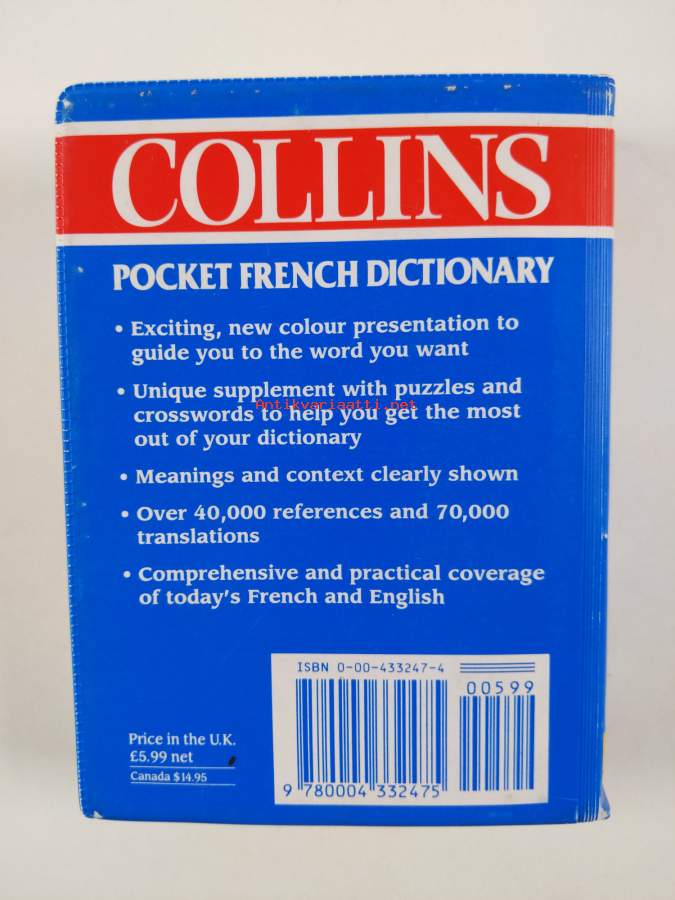 COLLINS
POCKET FRENCH DICTIONARY
• Exciting, new colour presentation to
guide you to the word you want
• Unique supplement with puzzles and
Antikvariaatti.net
crosswords to help you get the most
out of your dictionary
• Meanings and context clearly shown
• Over 40,000 references and 70,000
translations
• Comprehensive and practical coverage
of today's French and English
ISBN 0-00-433247-4
00599
Price in the U.K.
£5.99 net
Canada $14.95
9 780004 332475